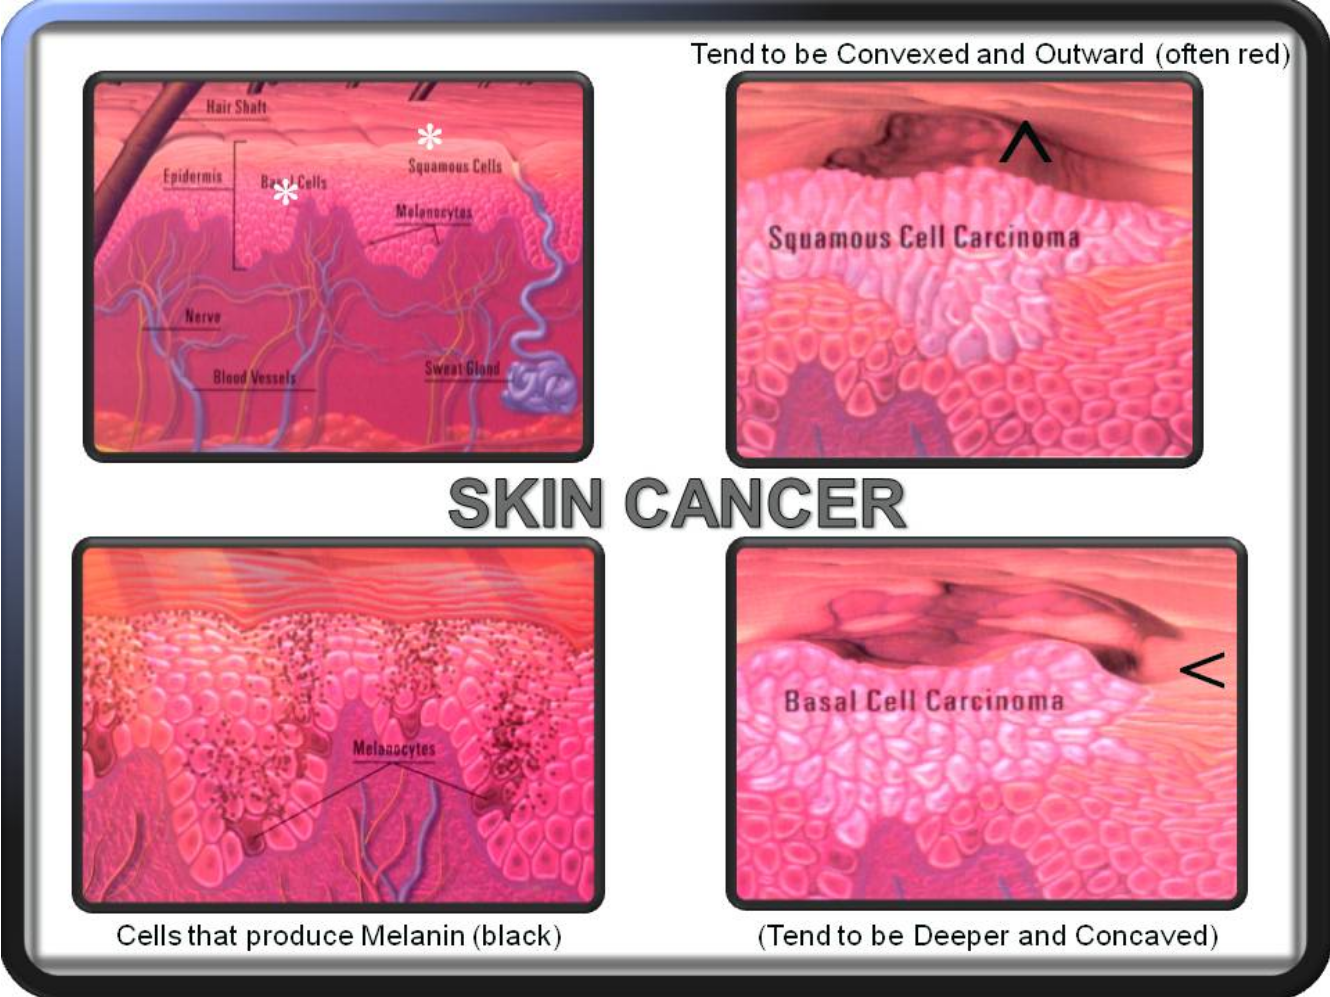 Tend to be Convexed and Outward (often red)
Hair Shaft
*
Squamous Cells
Epidermis
Basal Cells
*
Melanocytes
Nerve
Blood Vessels
Sweat Gland
^
Squamous Cell Carcinoma
SKIN CANCER
Melanocytes
<
Basal Cell Carcinoma
Cells that produce Melanin (black)
(Tend to be Deeper and Concaved)